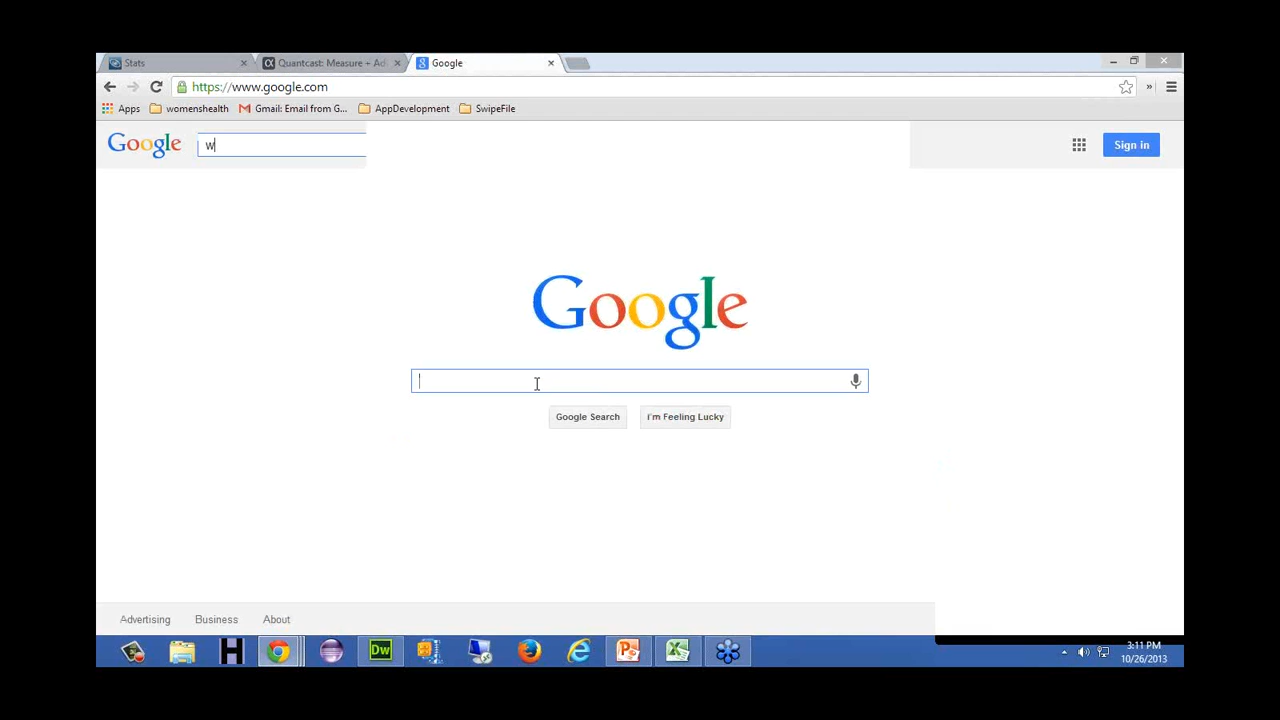 Stats
Quantcast: Measure + Ad
Google
https://www.google.com
Apps womenshealth Gmail: Email from G... AppDevelopment SwipeFile
Google w Sign in
Google
Google Search I'm Feeling Lucky
Advertising Business About
H Dw
3:11 PM
10/26/2013